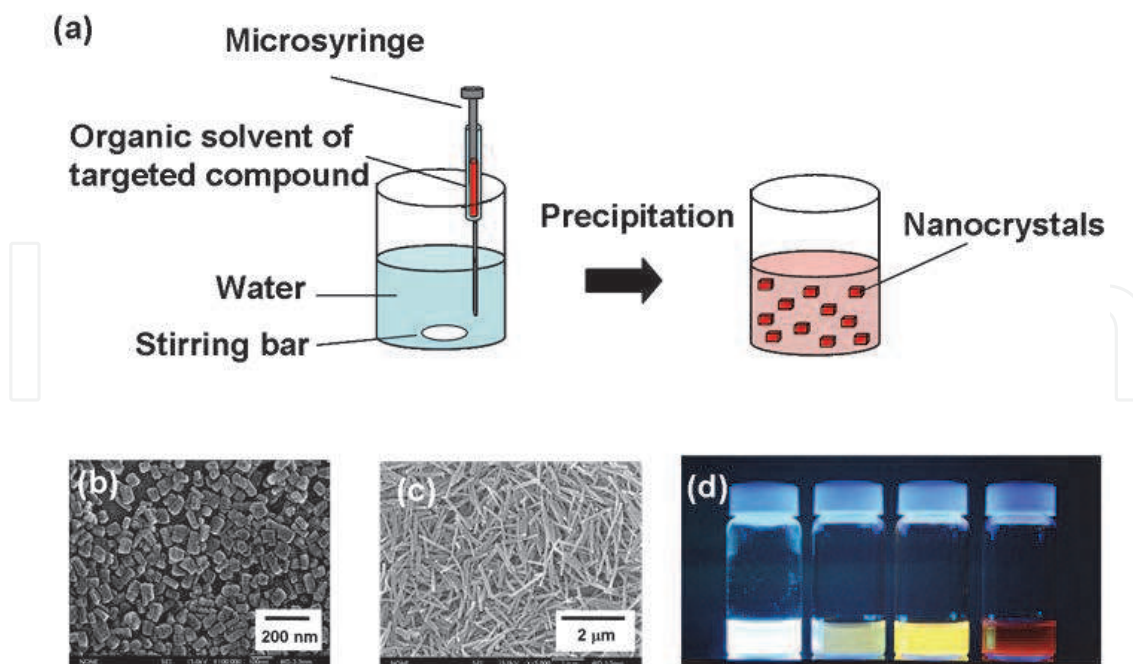 (a)
Microsyringe
Organic solvent of
targeted compound
Precipitation
Nanocrystals
Water
Stirring bar
(b)
200 nm
(c)
2 μm
(d)